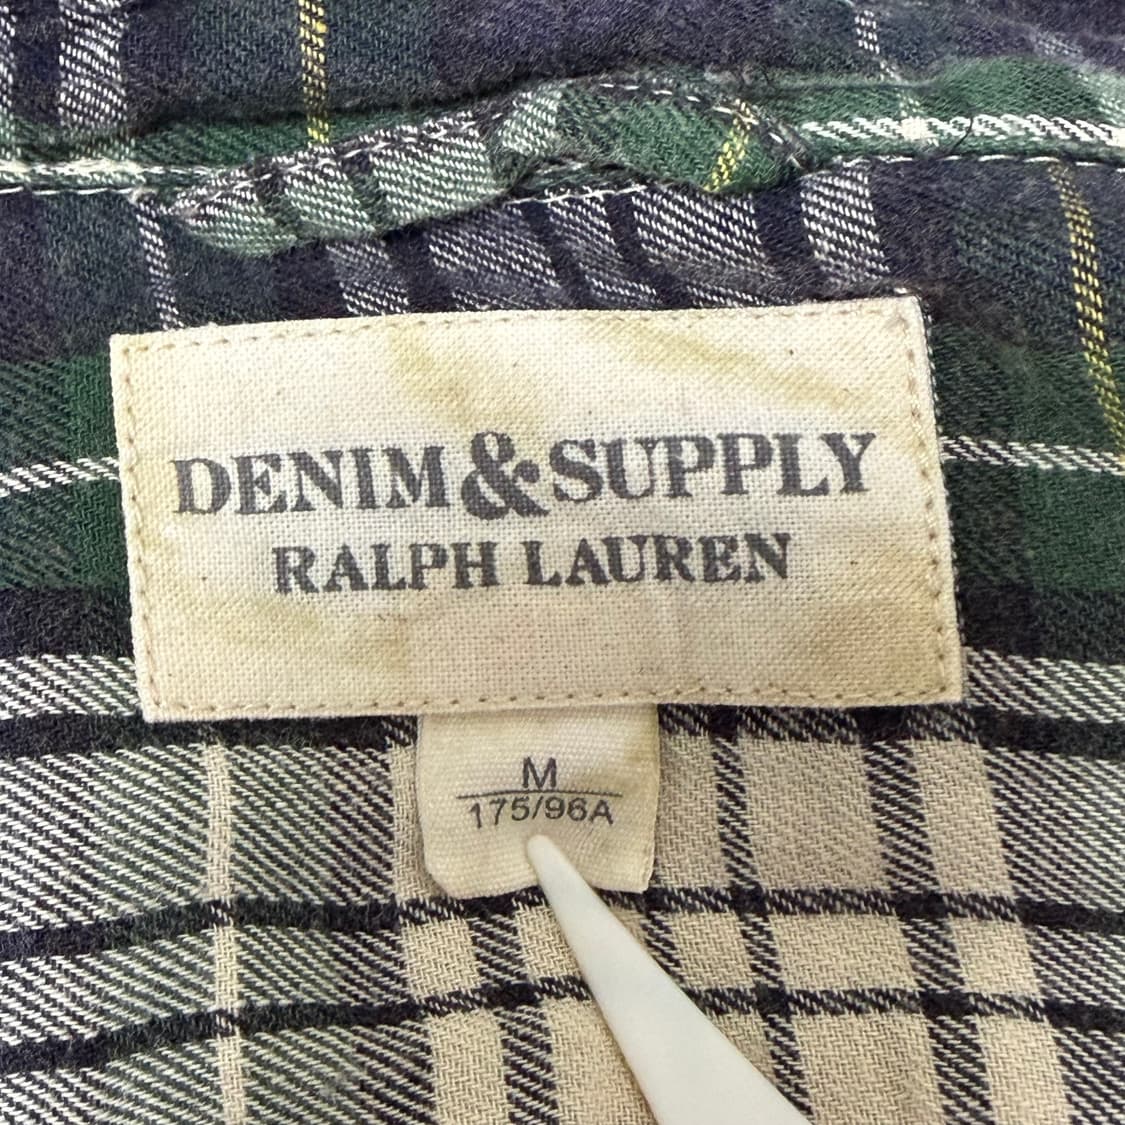 DENIM & SUPPLY
RALPH LAUREN
M
175/96A